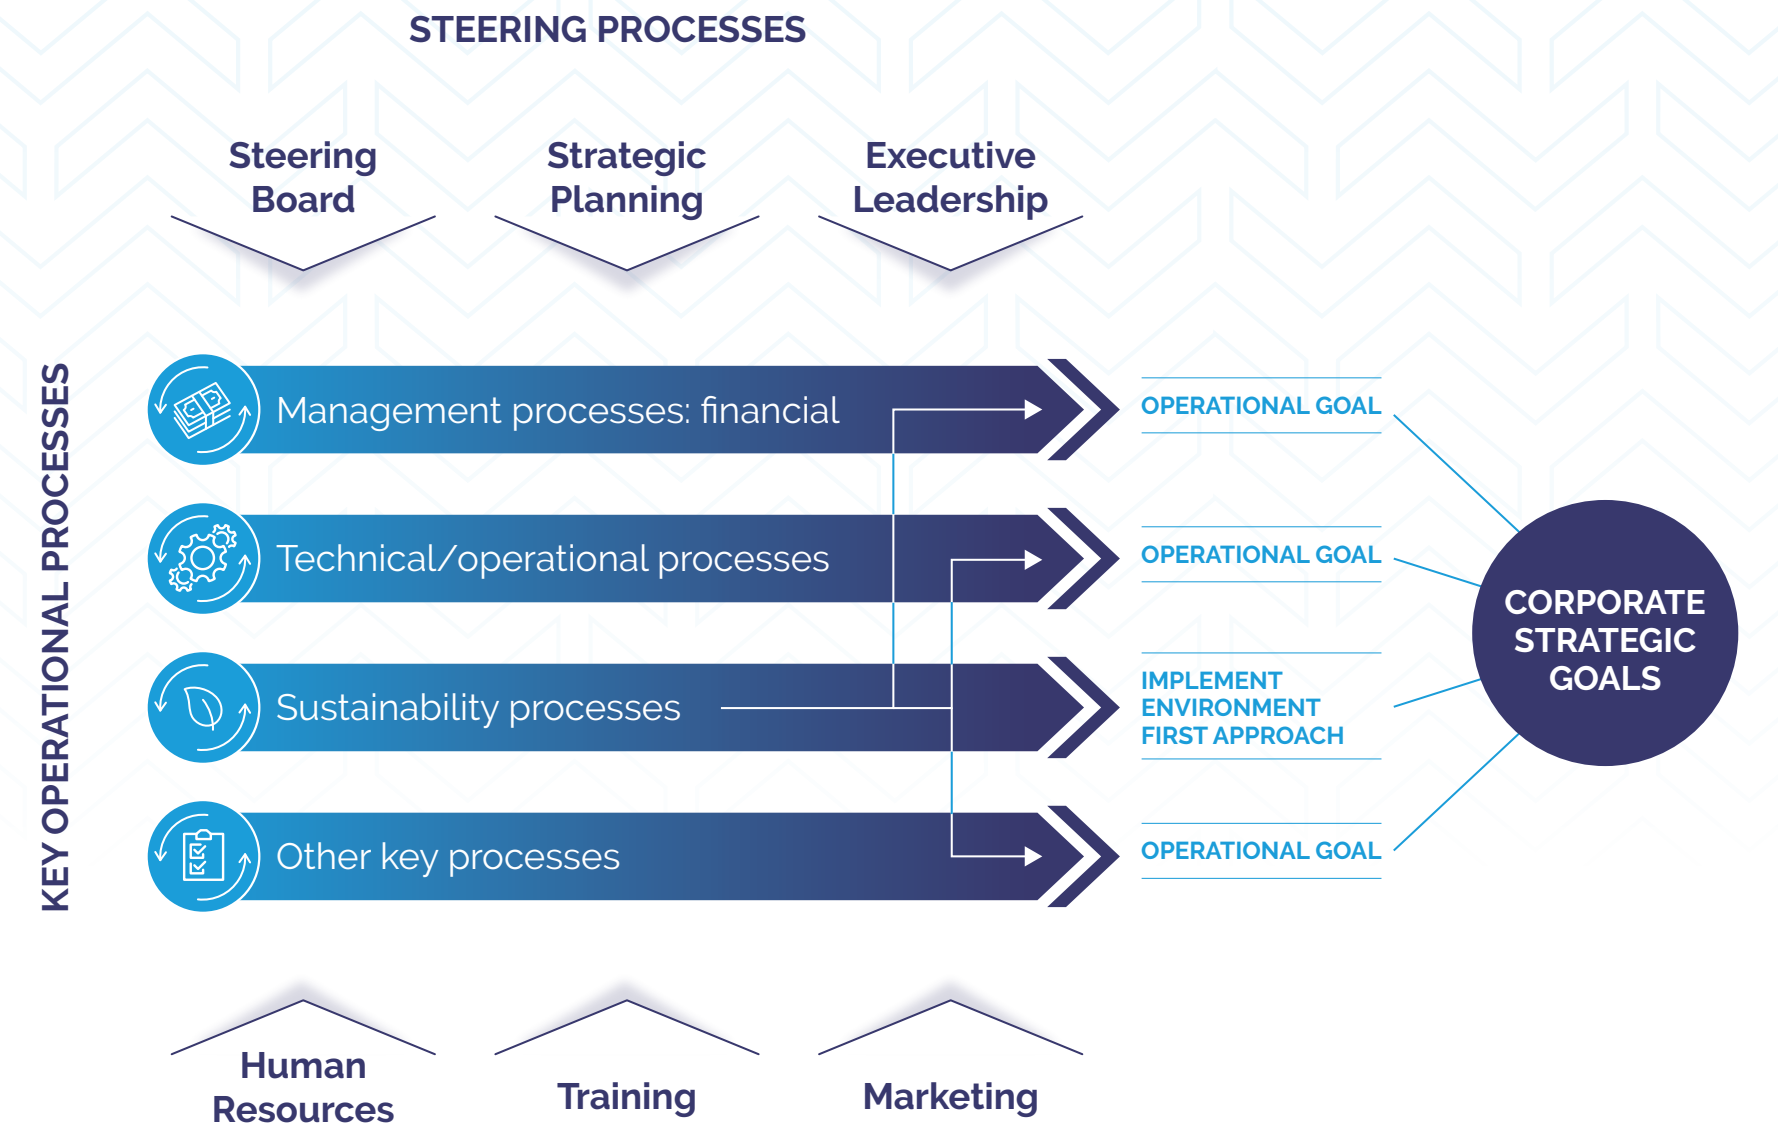 STEERING PROCESSES
Steering
Board
Strategic
Planning
Executive
Leadership
KEY OPERATIONAL PROCESSES
Management processes: financial
OPERATIONAL GOAL
Technical/operational processes
OPERATIONAL GOAL
Sustainability processes
IMPLEMENT
ENVIRONMENT
FIRST APPROACH
Other key processes
OPERATIONAL GOAL
CORPORATE
STRATEGIC
GOALS
Human
Resources
Training
Marketing